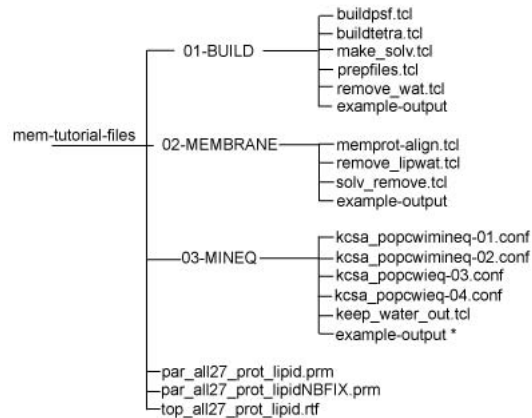 mem-tutorial-files
01-BUILD
buildpsf.tcl
buildtetra.tcl
make_solv.tcl
prepfiles.tcl
remove_wat.tcl
example-output
02-MEMBRANE
memprot-align.tcl
remove_lipwat.tcl
solv_remove.tcl
example-output
03-MINEQ
kcsa_popcwimineq-01.conf
kcsa_popcwimineq-02.conf
kcsa_popcwieq-03.conf
kcsa_popcwieq-04.conf
keep_water_out.tcl
example-output *
par_all27_prot_lipid.prm
par_all27_prot_lipidNBFIX.prm
top_all27_prot_lipid.rtf